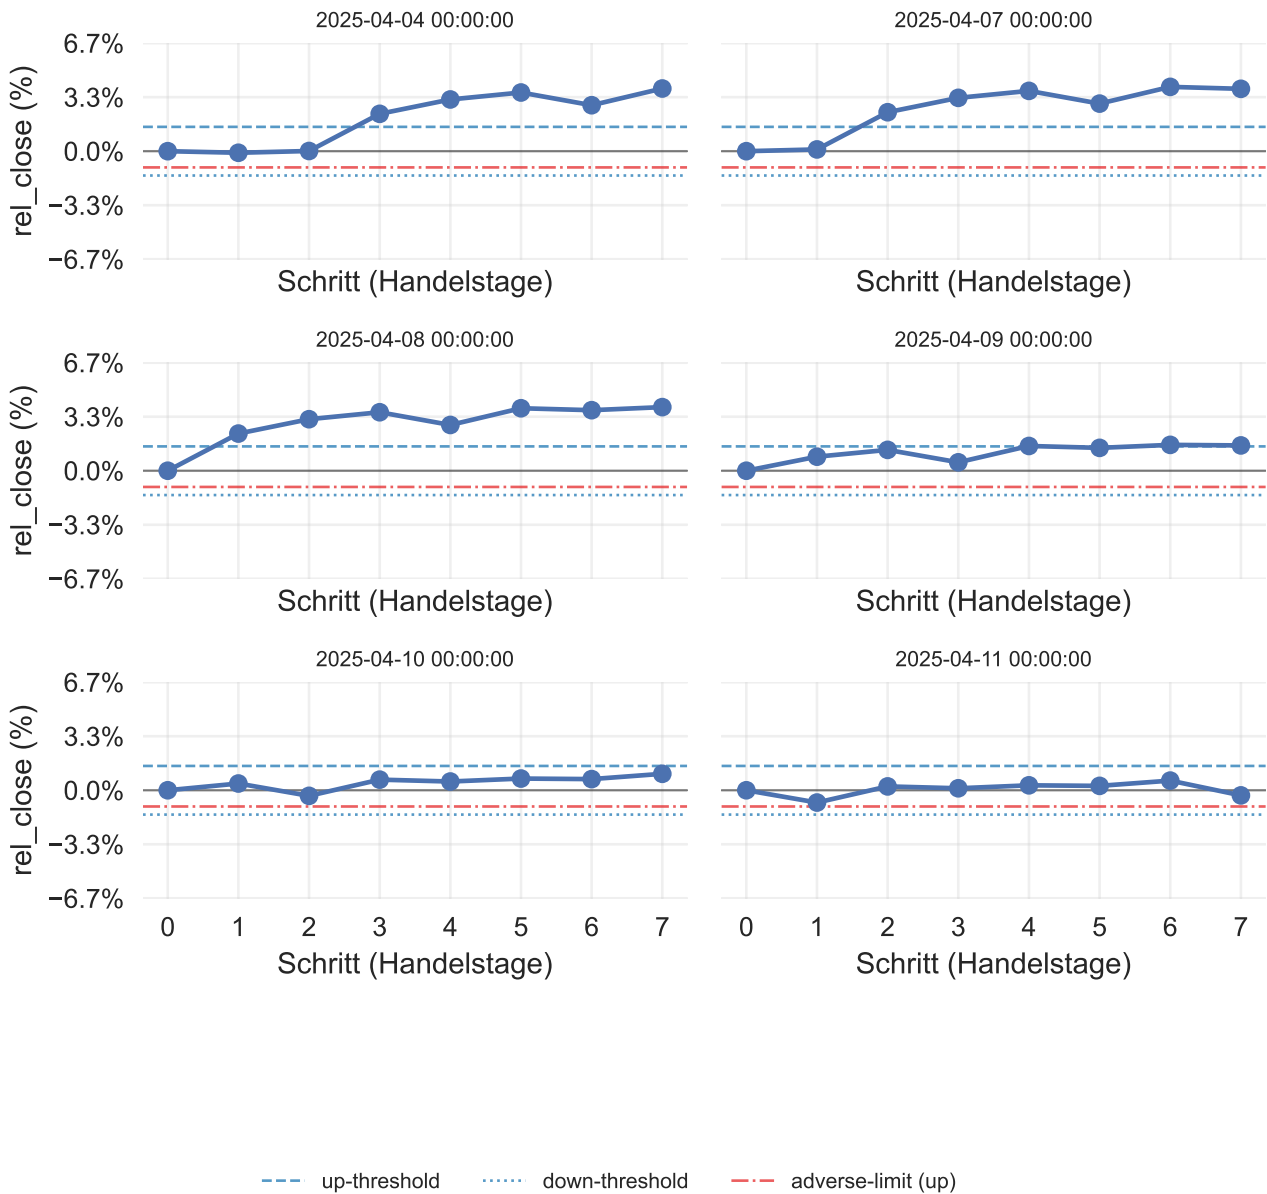 2025-04-04 00:00:00
2025-04-07 00:00:00
rel_close (%)
6.7%
3.3%
0.0%
−3.3%
−6.7%
Schritt (Handelstage)
Schritt (Handelstage)
2025-04-08 00:00:00
2025-04-09 00:00:00
rel_close (%)
6.7%
3.3%
0.0%
−3.3%
−6.7%
Schritt (Handelstage)
Schritt (Handelstage)
2025-04-10 00:00:00
2025-04-11 00:00:00
rel_close (%)
6.7%
3.3%
0.0%
−3.3%
−6.7%
0 1 2 3 4 5 6 7
0 1 2 3 4 5 6 7
Schritt (Handelstage)
Schritt (Handelstage)
up-threshold
down-threshold
adverse-limit (up)